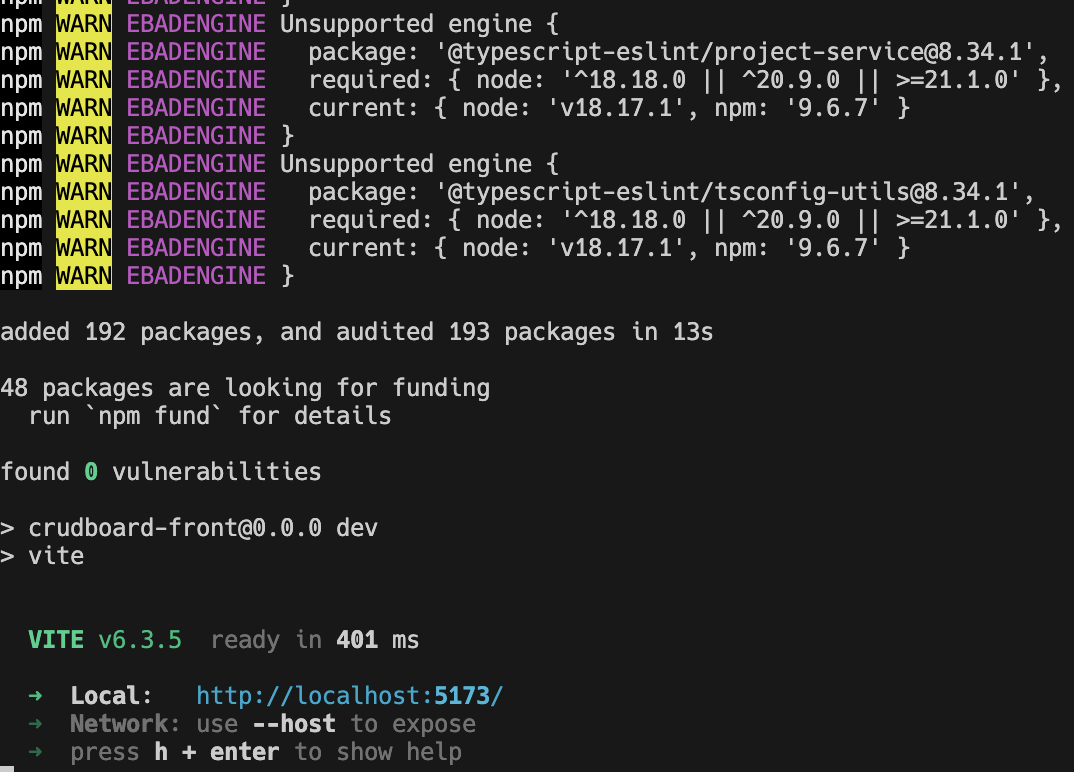 npm WARN EBADENGINE }
npm WARN EBADENGINE Unsupported engine {
npm WARN EBADENGINE   package: '@typescript-eslint/project-service@8.34.1',
npm WARN EBADENGINE   required: { node: '^18.18.0 || ^20.9.0 || >=21.1.0' },
npm WARN EBADENGINE   current: { node: 'v18.17.1', npm: '9.6.7' }
npm WARN EBADENGINE }
npm WARN EBADENGINE Unsupported engine {
npm WARN EBADENGINE   package: '@typescript-eslint/tsconfig-utils@8.34.1',
npm WARN EBADENGINE   required: { node: '^18.18.0 || ^20.9.0 || >=21.1.0' },
npm WARN EBADENGINE   current: { node: 'v18.17.1', npm: '9.6.7' }
npm WARN EBADENGINE }
added 192 packages, and audited 193 packages in 13s
48 packages are looking for funding
  run `npm fund` for details
found 0 vulnerabilities
> crudboard-front@0.0.0 dev
> vite
  VITE v6.3.5  ready in 401 ms
  ➜  Local:   http://localhost:5173/
  ➜  Network: use --host to expose
  ➜  press h + enter to show help